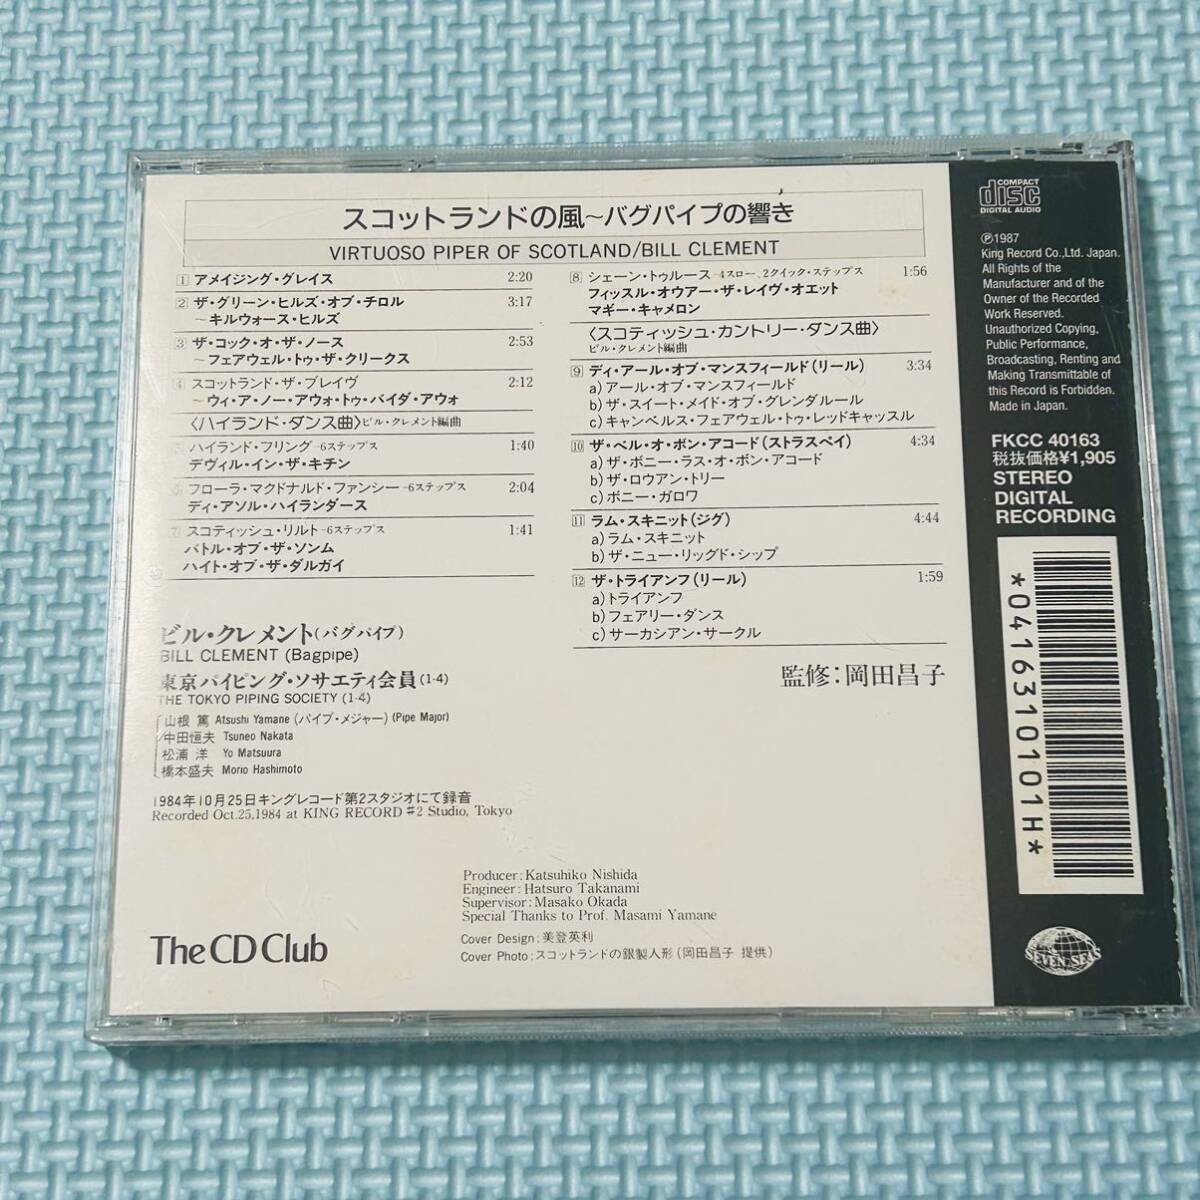 スコットランドの風~バグパイプの響き
VIRTUOSO PIPER OF SCOTLAND/BILL CLEMENT
1 アメイジング・グレイス 2:20
2 ザ・グリーン・ヒルズ・オブ・チロル 3:17
~キルウォース・ヒルズ
3 ザ・コック・オ・ザ・ノース 2:53
~フェアウェル・トゥ・ザ・クリークス
4 スコットランド・ザ・ブレイヴ 2:12
~ウィ・ア・ノー・アウォ・トゥ・バイダ・アウォ
〈ハイランド・ダンス曲〉ビル・クレメント編曲
5 ハイランド・フリング-6ステップス 1:40
デヴィル・イン・ザ・キチン
6 フローラ・マクドナルド・ファンシー-6ステップス 2:04
ディ・アソル・ハイランダース
7 スコティッシュ・リルト-6ステップス 1:41
バトル・オブ・ザ・ソンム
ハイト・オブ・ザ・ダルガイ
8 シェーン・トゥルース-4スロー、2クイック・ステップス 1:56
フィッスル・オウアー・ザ・レイヴ・オエット
マギー・キャメロン
〈スコティッシュ・カントリー・ダンス曲〉
ビル・クレメント編曲
9 ディ・アール・オブ・マンスフィールド(リール) 3:34
a)アール・オブ・マンスフィールド
b)ザ・スイート・メイド・オブ・グレンダルール
c)キャンベルス・フェアウェル・トゥ・レッドキャッスル
10 ザ・ベル・オ・ボン・アコード(ストラスペイ) 4:34
a)ザ・ボニー・ラス・オ・ボン・アコード
b)ザ・ロウアン・トリー
c)ボニー・ガロワ
11 ラム・スキニット(ジグ) 4:44
a)ラム・スキニット
b)ザ・ニュー・リッグド・シップ
12 ザ・トライアンフ(リール) 1:59
a)トライアンフ
b)フェアリー・ダンス
c)サーカシアン・サークル
ビル・クレメント(バグパイプ)
BILL CLEMENT (Bagpipe)
東京パイピング・ソサエティ会員(1-4)
THE TOKYO PIPING SOCIETY (1-4)
山根 篤 Atsushi Yamane (パイプ・メジャー) (Pipe Major)
中田恒夫 Tsuneo Nakata
松浦 洋 Yo Matsuura
橋本盛夫 Morio Hashimoto
1984年10月25日キングレコード第2スタジオにて録音
Recorded Oct.25,1984 at KING RECORD #2 Studio, Tokyo
監修:岡田昌子
Producer: Katsuhiko Nishida
Engineer: Hatsuro Takanami
Supervisor: Masako Okada
Special Thanks to Prof. Masami Yamane
Cover Design:美登英利
Cover Photo:スコットランドの銀製人形(岡田昌子 提供)
The CD Club
COMPACT
disc
DIGITAL AUDIO
Ⓟ1987
King Record Co.,Ltd. Japan.
All Rights of the
Manufacturer and of the
Owner of the Recorded
Work Reserved.
Unauthorized Copying,
Public Performance,
Broadcasting, Renting and
Making Transmittable of
this Record is Forbidden.
Made in Japan.
FKCC 40163
税抜価格¥1,905
STEREO
DIGITAL
RECORDING
*0416310101H*
SEVEN SEAS